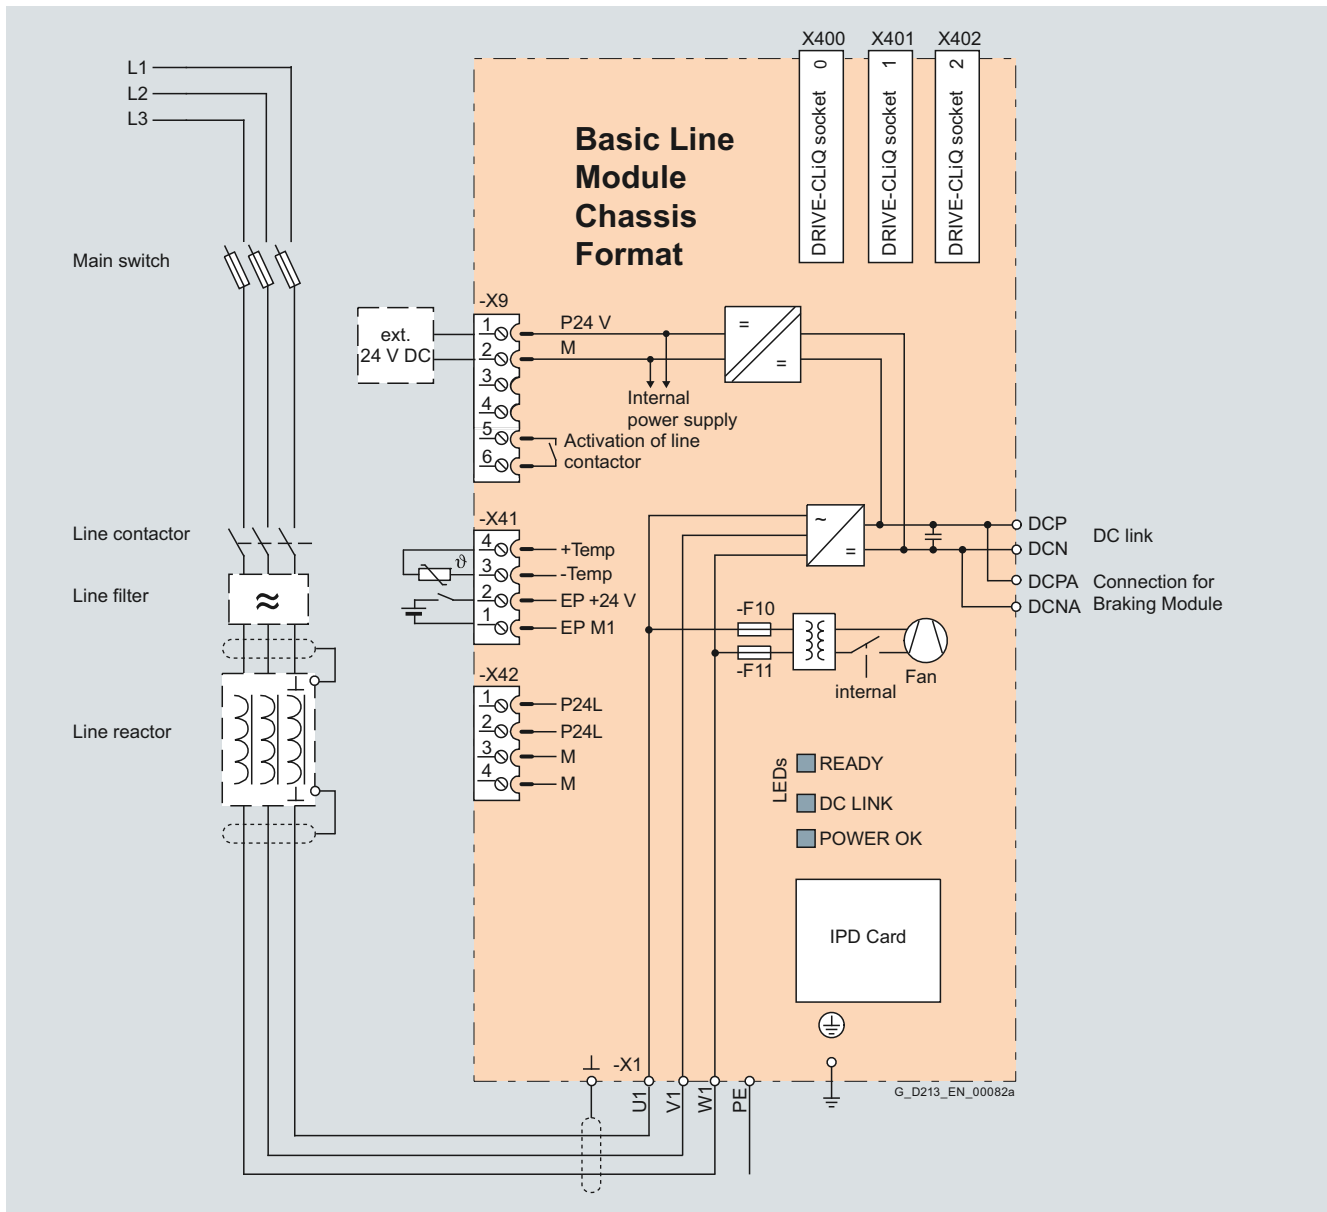 X400
X401
X402
L1
L2
L3
DRIVE-CLiQ socket 0
DRIVE-CLiQ socket 1
DRIVE-CLiQ socket 2
Basic Line
Module
Chassis
Format
Main switch
-X9
ext.
24 V DC
1
2
3
4
5
6
P24 V
M
=
=
Internal
power supply
Activation of line
contactor
Line contactor
Line filter
≈
-X41
4
3
2
1
ϑ
+Temp
-Temp
EP +24 V
EP M1
~
=
DCP
DCN
DC link
DCPA
DCNA
Connection for
Braking Module
-F10
-F11
internal
Fan
Line reactor
-X42
1
2
3
4
P24L
P24L
M
M
LEDs
READY
DC LINK
POWER OK
IPD Card
-X1
U1
V1
W1
PE
G_D213_EN_00082a